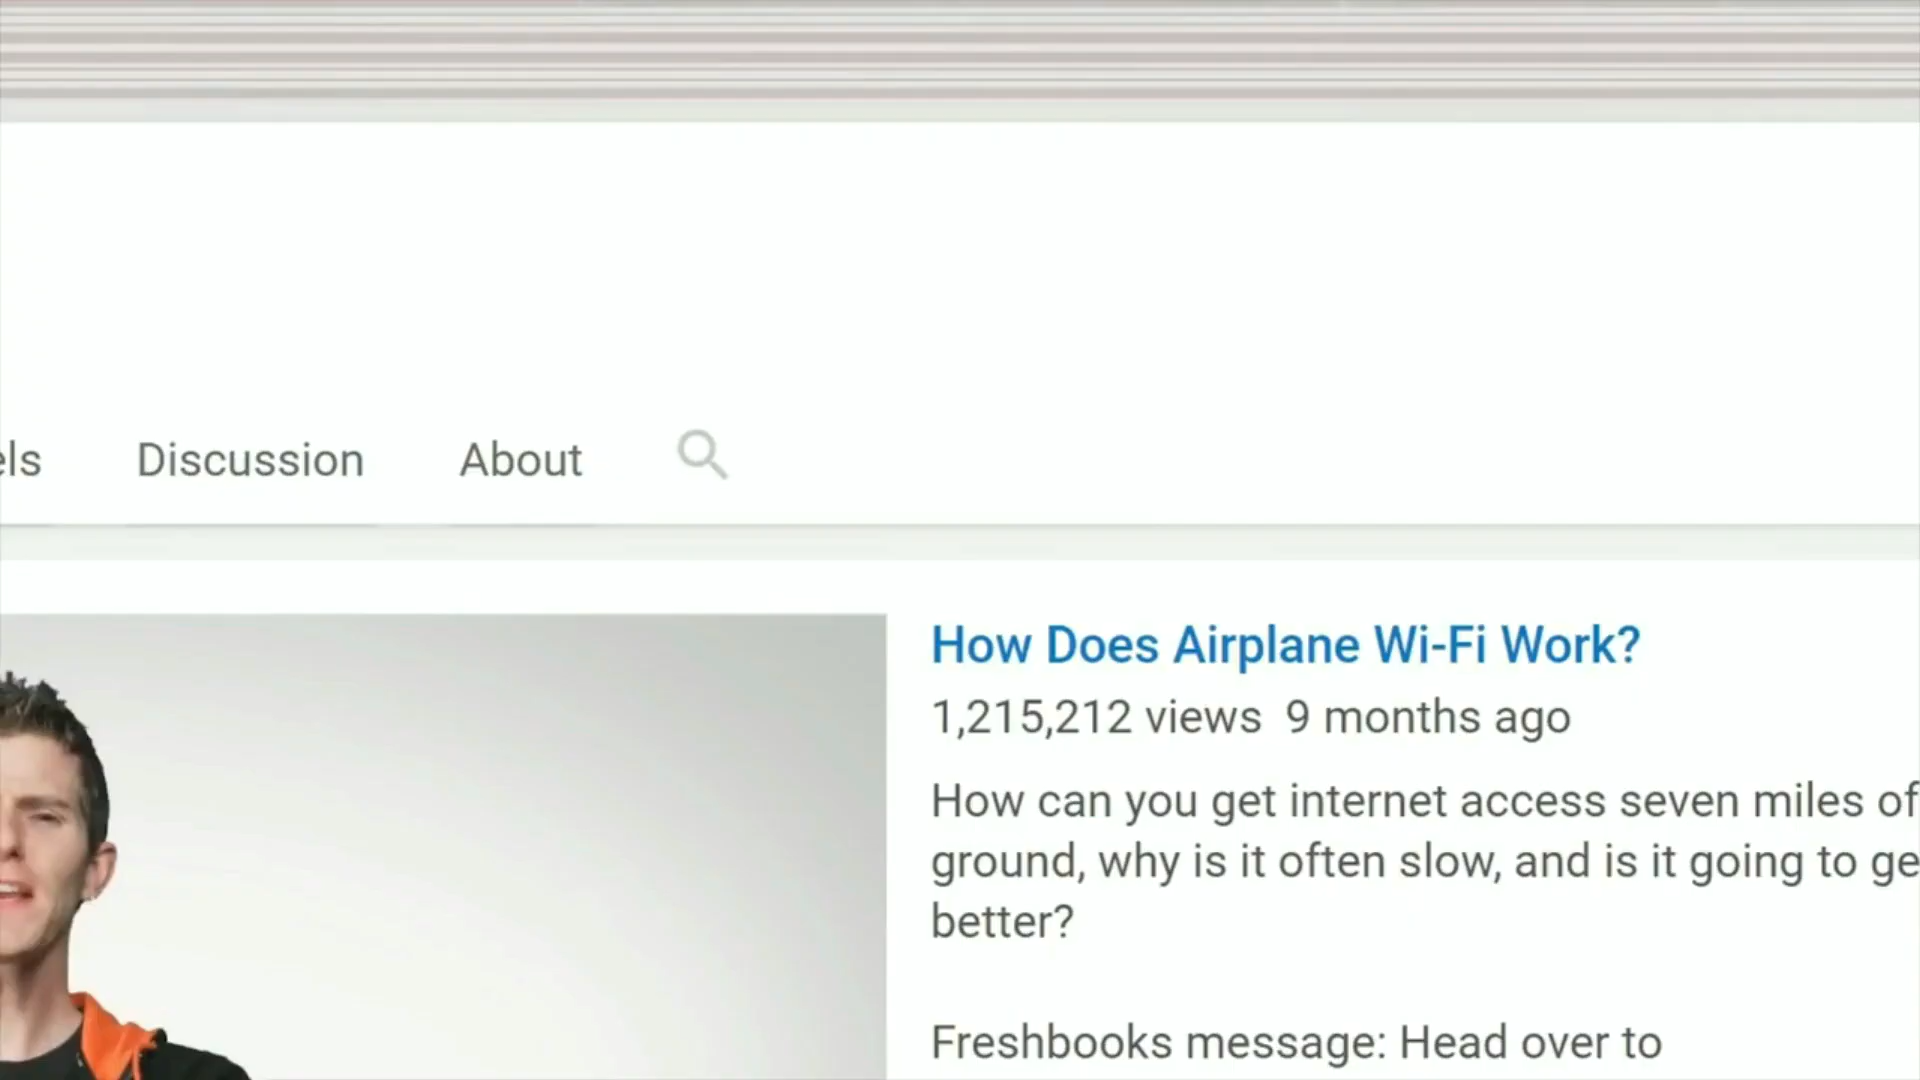 Discussion About
How Does Airplane Wi-Fi Work?
1,215,212 views 9 months ago
How can you get internet access seven miles
ground, why is it often slow, and is it going to
better?
Freshbooks message: Head over to